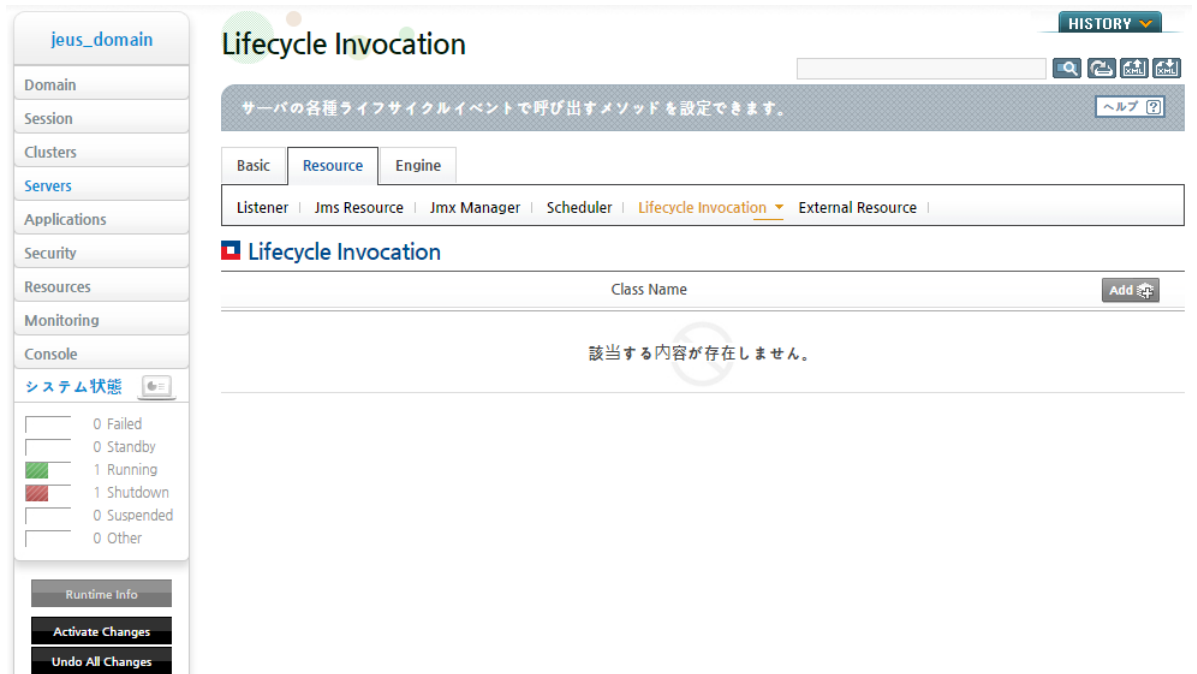 jeus_domain
Domain
Session
Clusters
Servers
Applications
Security
Resources
Monitoring
Console
システム状態
0 Failed
0 Standby
1 Running
1 Shutdown
0 Suspended
0 Other
Runtime Info
Activate Changes
Undo All Changes
HISTORY
Lifecycle Invocation
XML XML
サーバの各種ライフサイクルイベントで呼び出すメソッドを設定できます。 ヘルプ ?
Basic Resource Engine
Listener Jms Resource Jmx Manager Scheduler Lifecycle Invocation External Resource
Lifecycle Invocation
Class Name Add
該当する内容が存在しません。